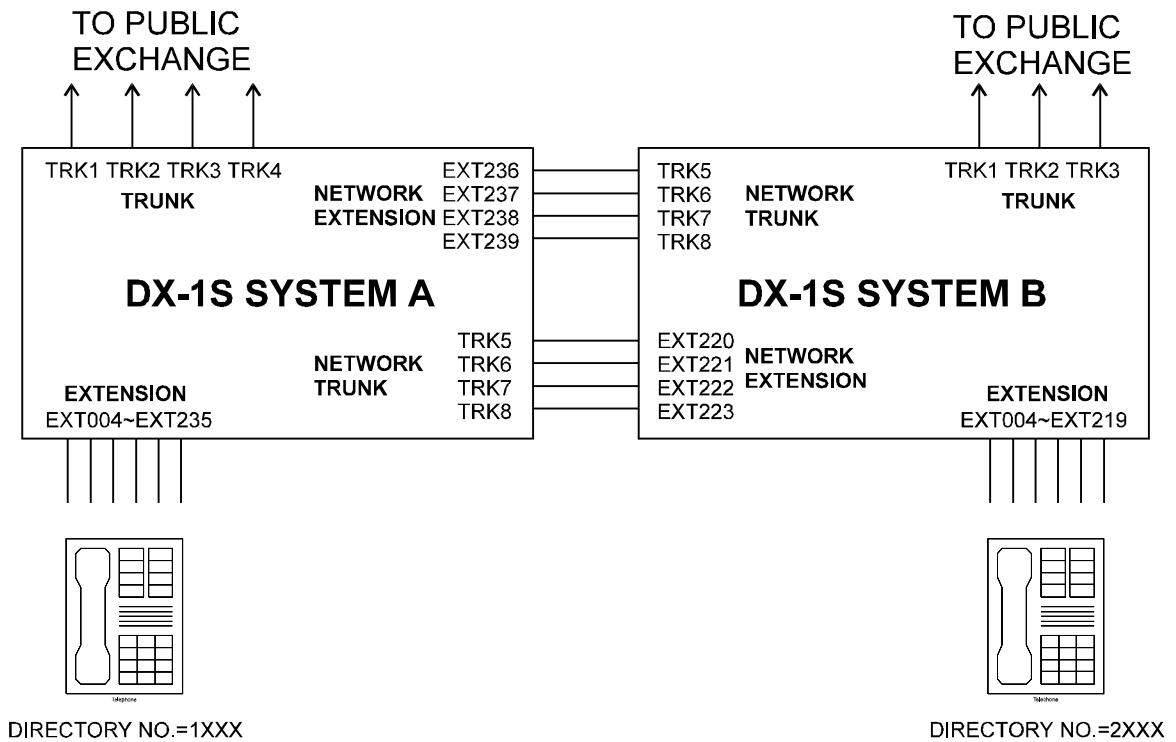 TO PUBLIC
EXCHANGE
TO PUBLIC
EXCHANGE
TRK1 TRK2 TRK3 TRK4
TRUNK
NETWORK
EXTENSION
EXT236
EXT237
EXT238
EXT239
TRK5
TRK6
TRK7
TRK8
NETWORK
TRUNK
TRK1 TRK2 TRK3
TRUNK
DX-1S SYSTEM A
DX-1S SYSTEM B
NETWORK
TRUNK
TRK5
TRK6
TRK7
TRK8
EXT220
EXT221
EXT222
EXT223
NETWORK
EXTENSION
EXTENSION
EXT004~EXT235
EXTENSION
EXT004~EXT219
Telephone
Telephone
DIRECTORY NO.=1XXX
DIRECTORY NO.=2XXX